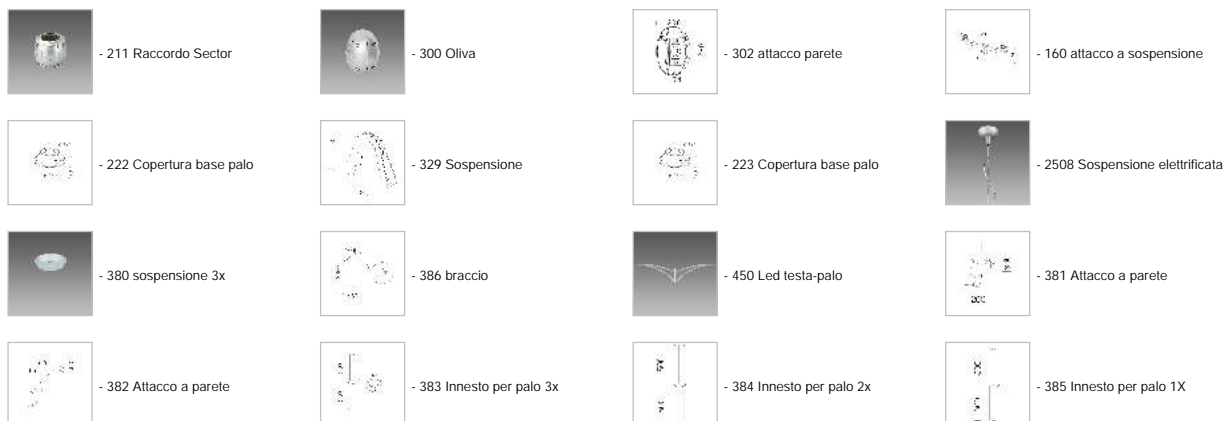 - 211 Raccordo Sector
- 300 Oliva
- 302 attacco parete
- 160 attacco a sospensione
- 222 Copertura base palo
- 329 Sospensione
- 223 Copertura base palo
- 2508 Sospensione elettrificata
- 380 sospensione 3x
- 386 braccio
- 450 Led testa-palo
- 381 Attacco a parete
- 382 Attacco a parete
- 383 Innesto per palo 3x
- 384 Innesto per palo 2x
- 385 Innesto per palo 1X